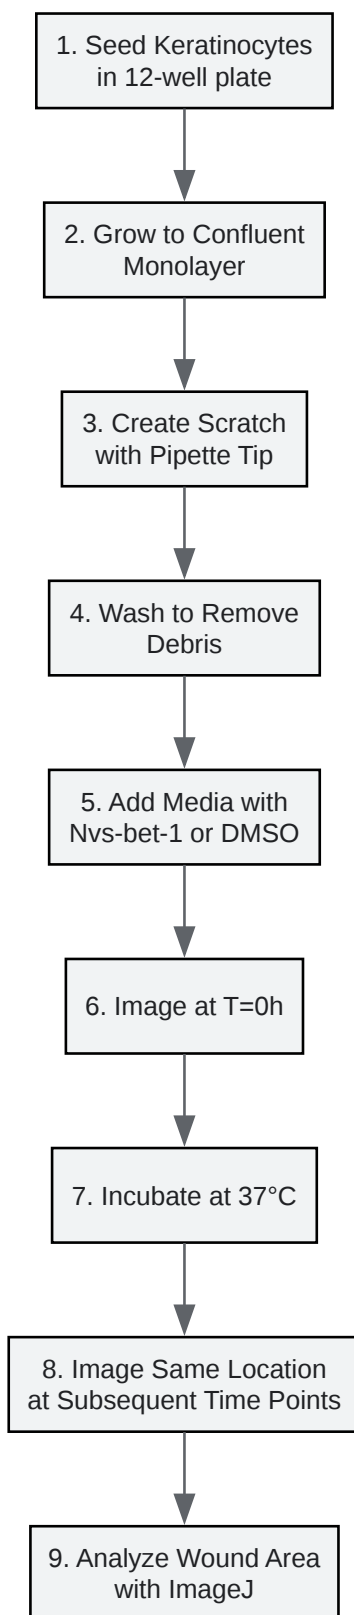 1. Seed Keratinocytes
in 12-well plate
2. Grow to Confluent
Monolayer
3. Create Scratch
with Pipette Tip
4. Wash to Remove
Debris
5. Add Media with
Nvs-bet-1 or DMSO
6. Image at T=0h
7. Incubate at 37°C
8. Image Same Location
at Subsequent Time Points
9. Analyze Wound Area
with ImageJ